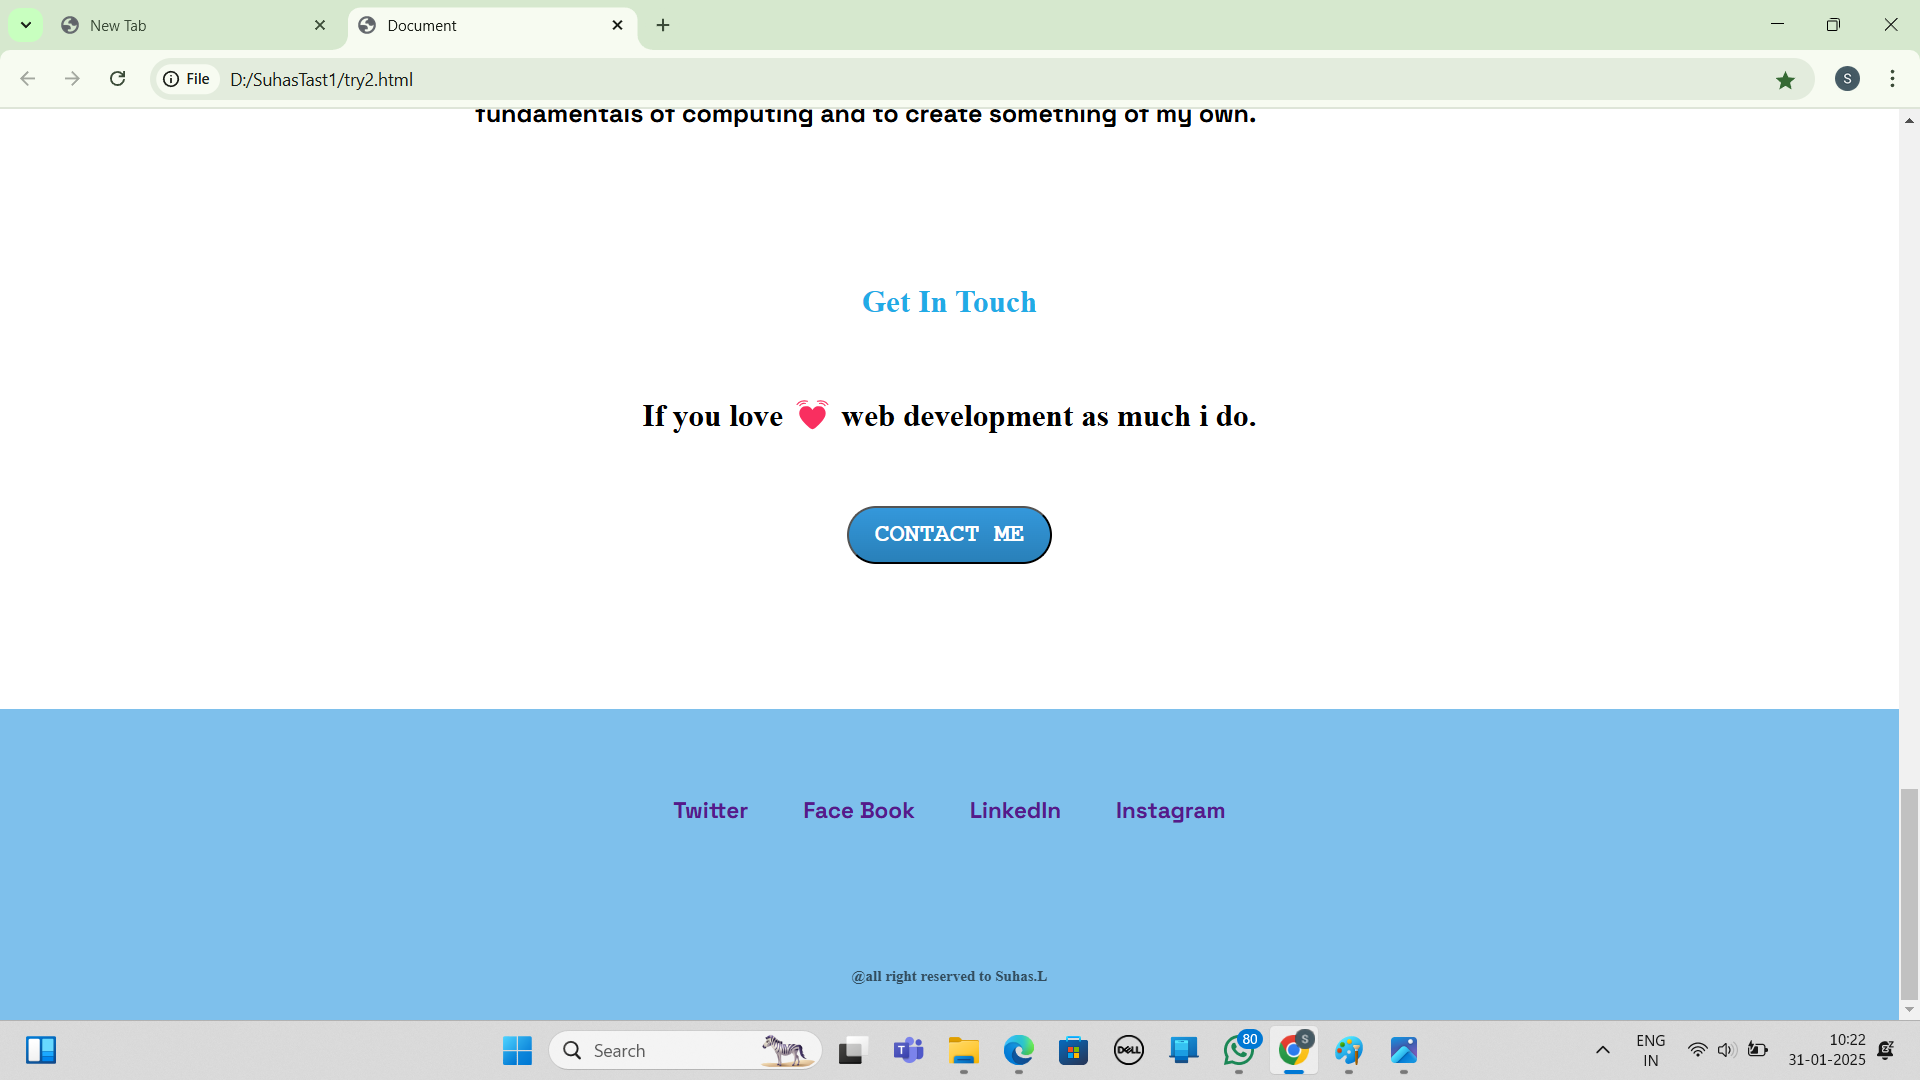 New Tab
Document
File
D:/SuhasTast1/try2.html
S
fundamentals of computing and to create something of my own.
Get In Touch
If you love 💓 web development as much i do.
CONTACT ME
Twitter Face Book LinkedIn Instagram
@all right reserved to Suhas.L
Search
T
DELL
80
S
ENG
IN
10:22
31-01-2025